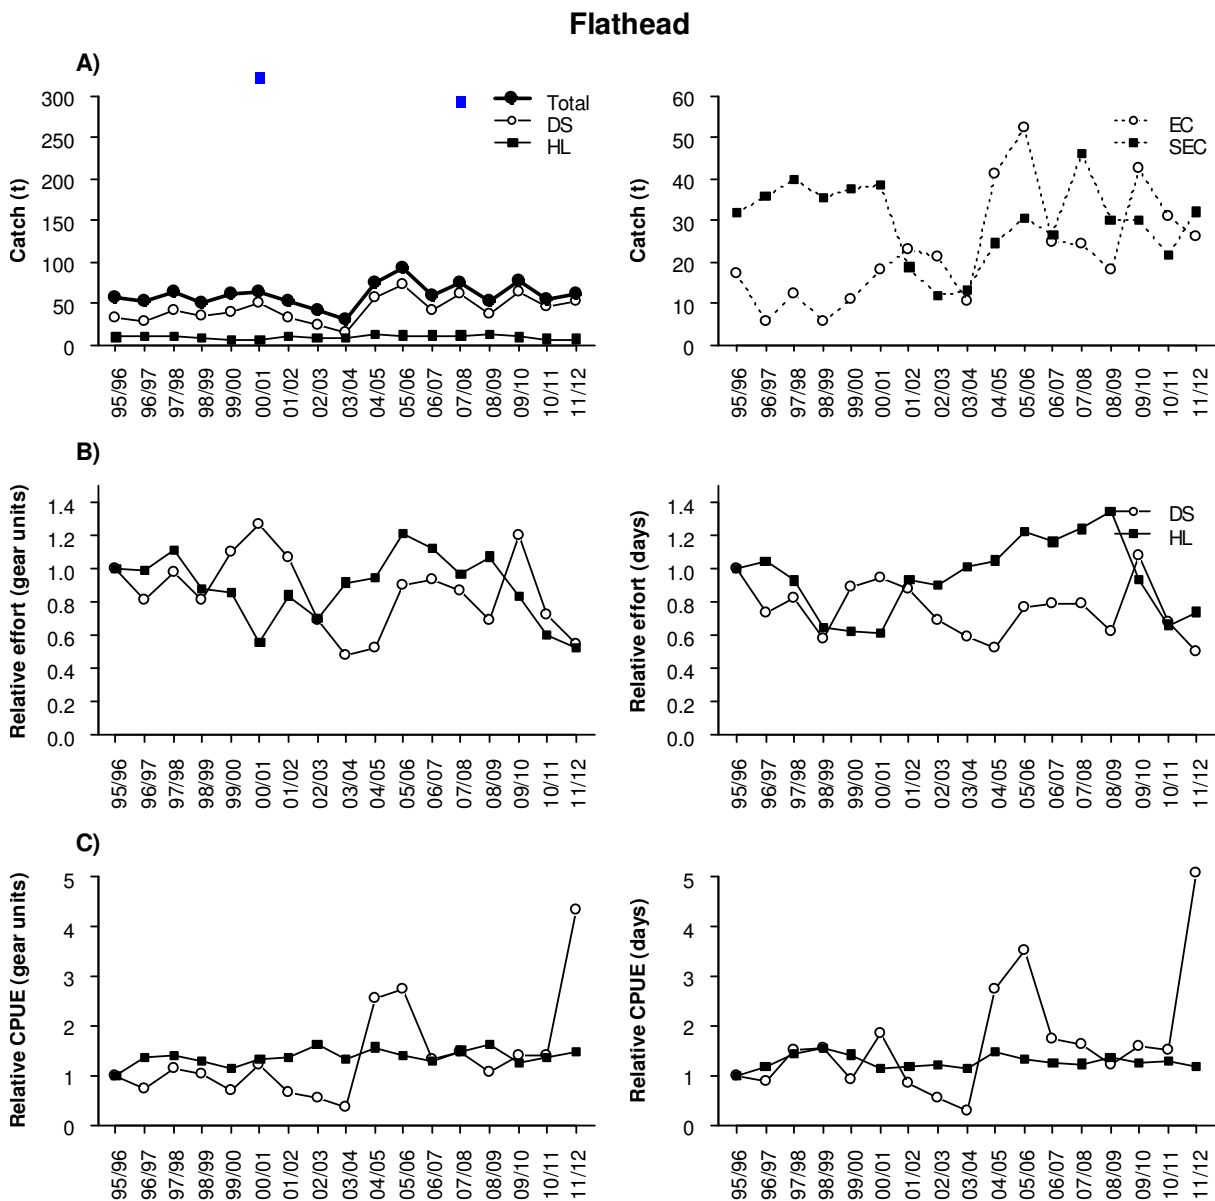 Flathead
A)
Catch (t)
300
250
200
150
100
50
0
Total
DS
HL
95/96 96/97 97/98 98/99 99/00 00/01 01/02 02/03 03/04 04/05 05/06 06/07 07/08 08/09 09/10 10/11 11/12
Catch (t)
60
50
40
30
20
10
0
EC
SEC
95/96 96/97 97/98 98/99 99/00 00/01 01/02 02/03 03/04 04/05 05/06 06/07 07/08 08/09 09/10 10/11 11/12
B)
Relative effort (gear units)
1.4
1.2
1.0
0.8
0.6
0.4
0.2
0.0
95/96 96/97 97/98 98/99 99/00 00/01 01/02 02/03 03/04 04/05 05/06 06/07 07/08 08/09 09/10 10/11 11/12
Relative effort (days)
1.4
1.2
1.0
0.8
0.6
0.4
0.2
0.0
DS
HL
95/96 96/97 97/98 98/99 99/00 00/01 01/02 02/03 03/04 04/05 05/06 06/07 07/08 08/09 09/10 10/11 11/12
C)
Relative CPUE (gear units)
5
4
3
2
1
0
95/96 96/97 97/98 98/99 99/00 00/01 01/02 02/03 03/04 04/05 05/06 06/07 07/08 08/09 09/10 10/11 11/12
Relative CPUE (days)
5
4
3
2
1
0
95/96 96/97 97/98 98/99 99/00 00/01 01/02 02/03 03/04 04/05 05/06 06/07 07/08 08/09 09/10 10/11 11/12